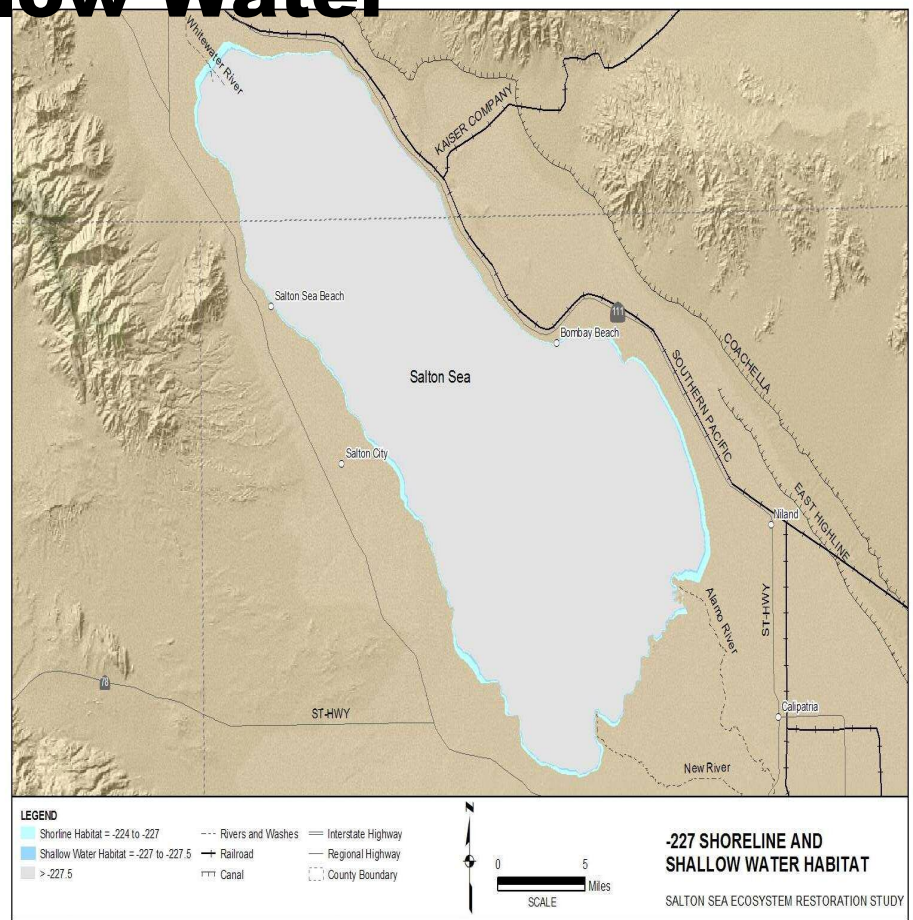 Whitewater River
KAISER COMPANY
Salton Sea Beach
111
Bombay Beach
COACHELLA
Salton Sea
SOUTHERN PACIFIC
Salton City
EAST HIGHLINE
Niland
Alamo River
ST-HWY
78
ST-HWY
Calipatria
New River
LEGEND
Shorline Habitat = -224 to -227
Shallow Water Habitat = -227 to -227.5
> -227.5
Rivers and Washes
Railroad
Canal
Interstate Highway
Regional Highway
County Boundary
N
0 5
Miles
SCALE
-227 SHORELINE AND
SHALLOW WATER HABITAT
SALTON SEA ECOSYSTEM RESTORATION STUDY